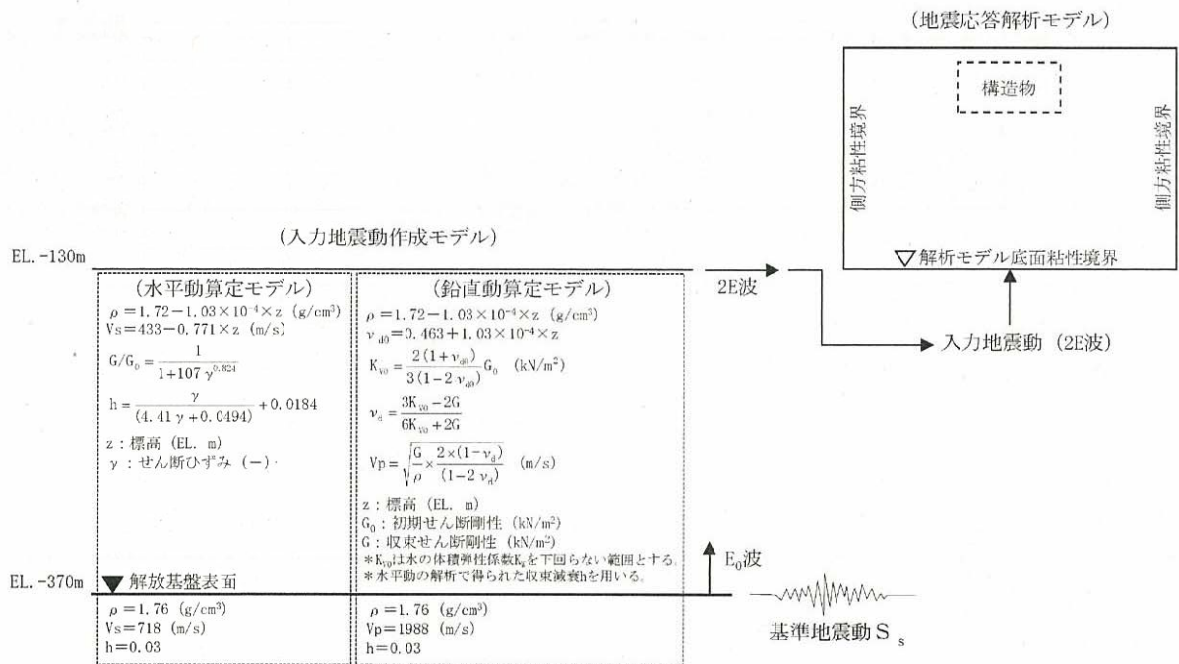 (地震応答解析モデル)
構造物
側方粘性境界
側方粘性境界
▽解析モデル底面粘性境界
(入力地震動作成モデル)
EL. -130m
2E波
入力地震動 (2E波)
(水平動算定モデル)
ρ=1.72-1.03×10⁻⁴×z (g/cm³)
Vs=433-0.771×z (m/s)
G/G₀=1/(1+107γ^0.824)
h=γ/(4.41γ+0.0494)+0.0184
z:標高 (EL. m)
γ:せん断ひずみ (-)
(鉛直動算定モデル)
ρ=1.72-1.03×10⁻⁴×z (g/cm³)
ν_d0=0.463+1.03×10⁻⁴×z
K_V0=2(1+ν_d0)/3(1-2ν_d0) G₀ (kN/m²)
ν_d=(3K_V0-2G)/(6K_V0+2G)
Vp=√(G/ρ×2×(1-ν_d)/(1-2ν_d)) (m/s)
z:標高 (EL. m)
G₀:初期せん断剛性 (kN/m²)
G:収束せん断剛性 (kN/m²)
*K_V0は水の体積弾性係数K_を下回らない範囲とする。
*水平動の解析で得られた収束減衰hを用いる。
E₀波
EL. -370m
▼解放基盤表面
ρ=1.76 (g/cm³)
Vs=718 (m/s)
h=0.03
ρ=1.76 (g/cm³)
Vp=1988 (m/s)
h=0.03
基準地震動Ss